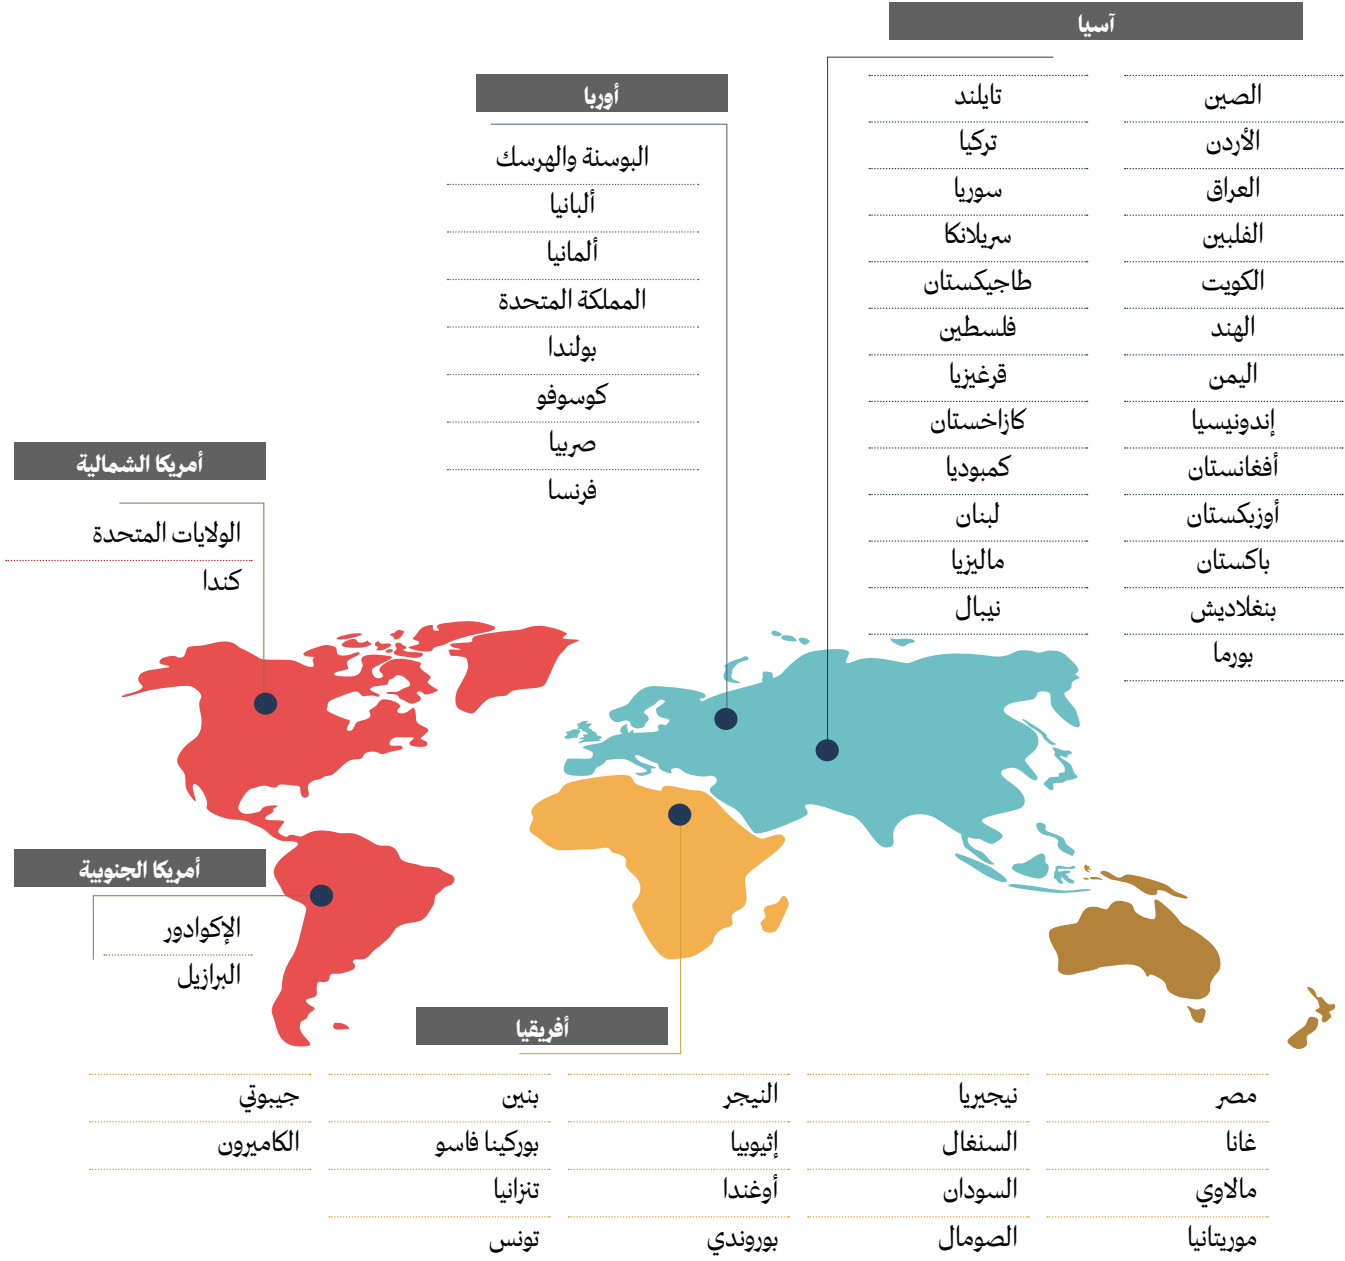 آسيا
الصين
الأردن
العراق
الفلبين
الكويت
الهند
اليمن
إندونيسيا
أفغانستان
أوزبكستان
باكستان
بنغلاديش
بورما
تايلند
تركيا
سوريا
سريلانكا
طاجيكستان
فلسطين
قرغيزيا
كازاخستان
كمبوديا
لبنان
ماليزيا
نيبال
أوربا
البوسنة والهرسك
ألبانيا
ألمانيا
المملكة المتحدة
بولندا
كوسوفو
صربيا
فرنسا
أمريكا الشمالية
الولايات المتحدة
كندا
أمريكا الجنوبية
الإكوادور
البرازيل
أفريقيا
مصر
غانا
مالاوي
موريتانيا
نيجيريا
السنغال
السودان
الصومال
النيجر
إثيوبيا
أوغندا
بوروندي
بنين
بوركينا فاسو
تنزانيا
تونس
جيبوتي
الكاميرون